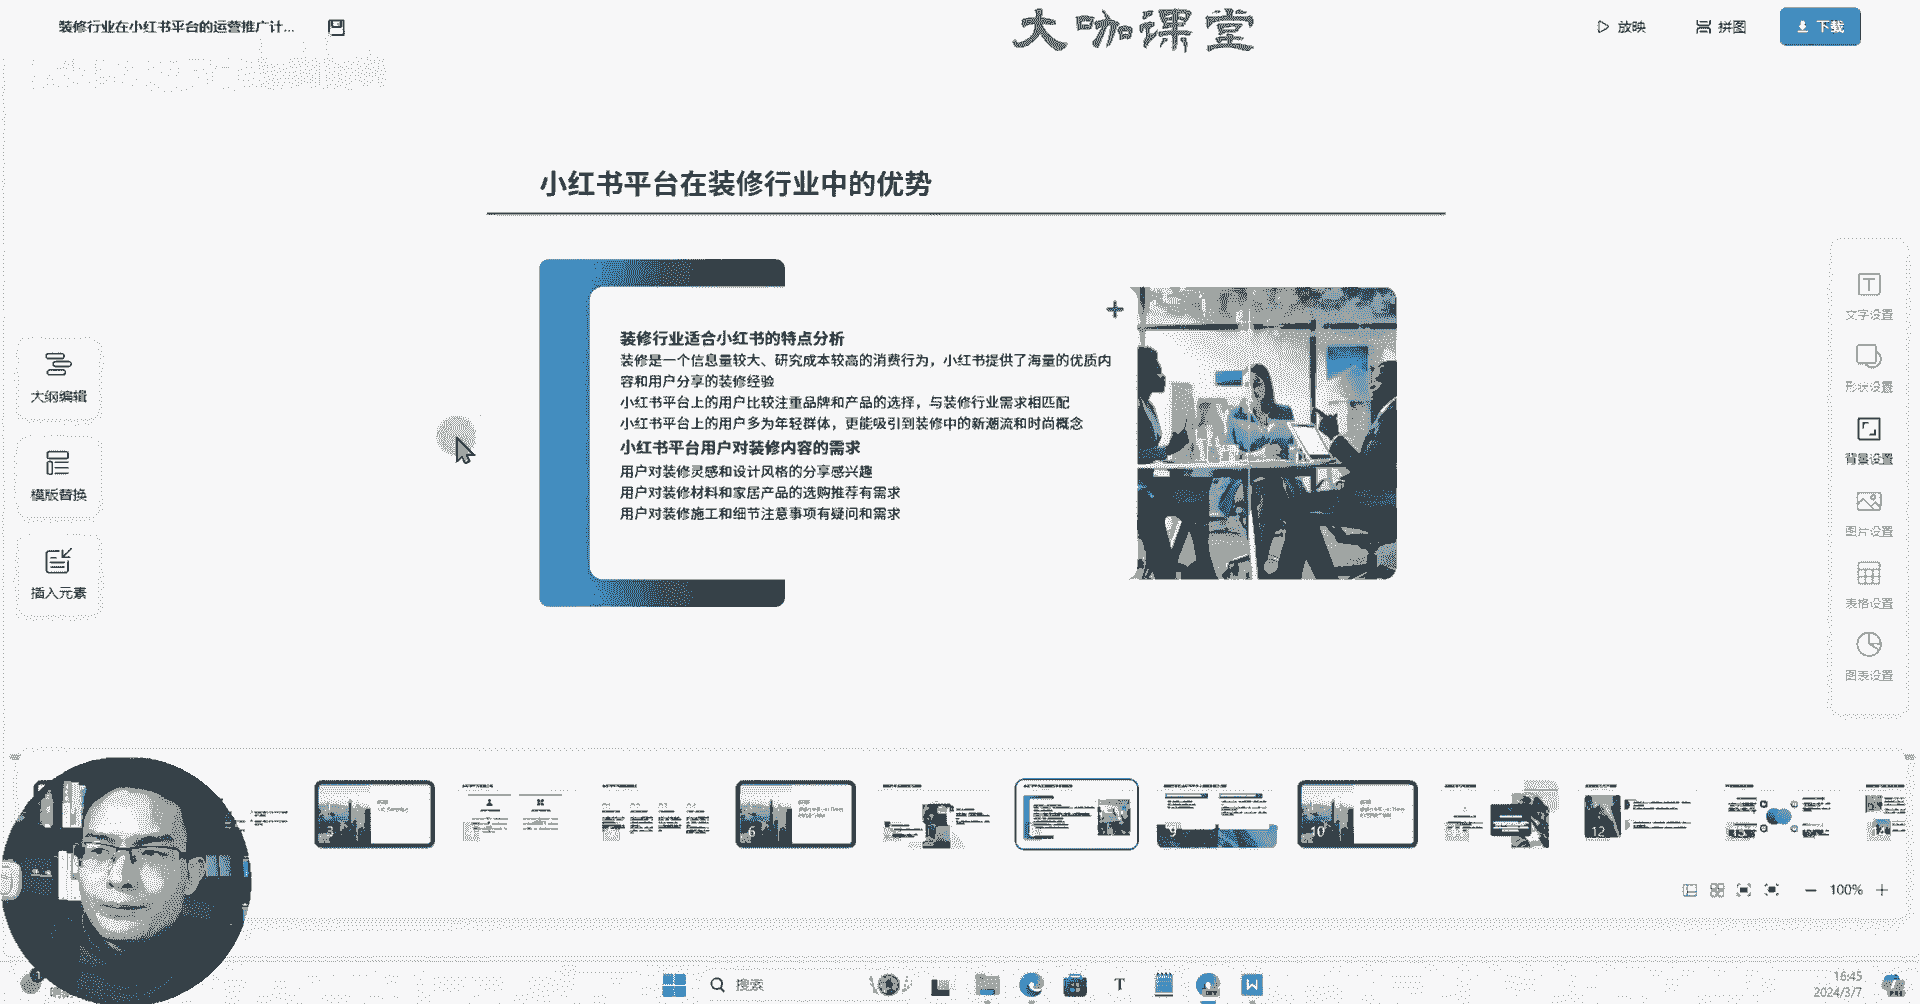 装修行业在小红书平台的运营推广计...
大咖课堂
放映
拼图
下载
小红书平台在装修行业中的优势
装修行业适合小红书的特点分析
装修是一个信息量较大、研究成本较高的消费行为，小红书提供了海量的优质内
容和用户分享的装修经验
小红书平台上的用户比较注重品牌和产品的选择，与装修行业需求相匹配
小红书平台上的用户多为年轻群体，更能吸引到装修中的新潮流和时尚概念
小红书平台用户对装修内容的需求
用户对装修灵感和设计风格的分享感兴趣
用户对装修材料和家居产品的选购推荐有需求
用户对装修施工和细节注意事项有疑问和需求
大纲编辑
模版替换
插入元素
文字设置
形状设置
背景设置
图片设置
表格设置
图表设置
3
6
9
10
12
13
14
100%
搜索
16:45
2024/3/7